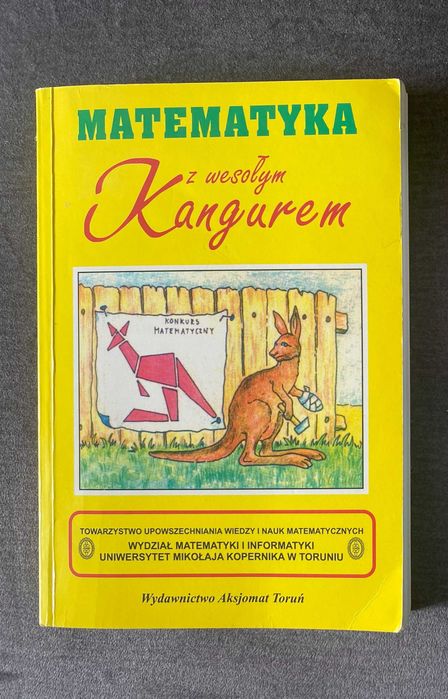 MATEMATYKA
z wesołym
Kangurem
KONKURS
MATEMATYCZNY
TOWARZYSTWO UPOWSZECHNIANIA WIEDZY I NAUK MATEMATYCZNYCH
WYDZIAŁ MATEMATYKI I INFORMATYKI
UNIWERSYTET MIKOŁAJA KOPERNIKA W TORUNIU
Wydawnictwo Aksjomat Toruń